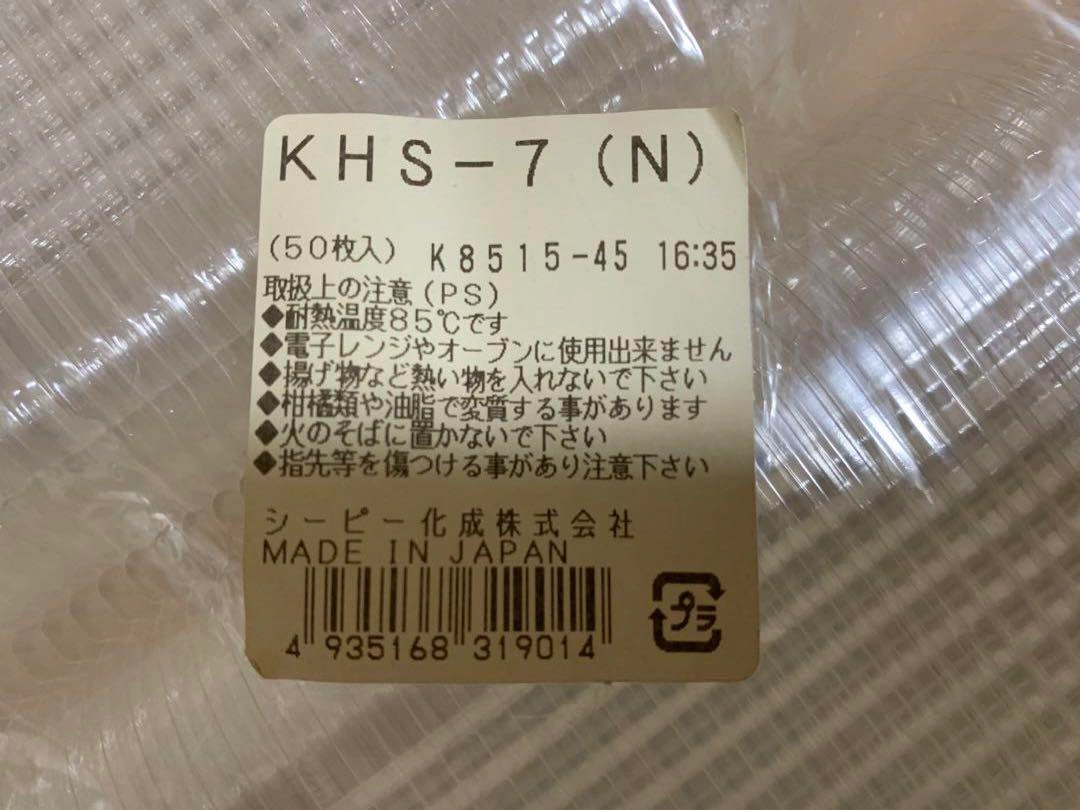 KHS-7(N)
(50枚入) K8515-45 16:35
取扱上の注意(PS)
◆耐熱温度85℃です
◆電子レンジやオーブンに使用出来ません
◆揚げ物など熱い物を入れないで下さい
◆柑橘類や油脂で変質する事があります
◆火のそばに置かないで下さい
◆指先等を傷つける事があり注意下さい
シーピー化成株式会社
MADE IN JAPAN
4 935168 319014
プラ